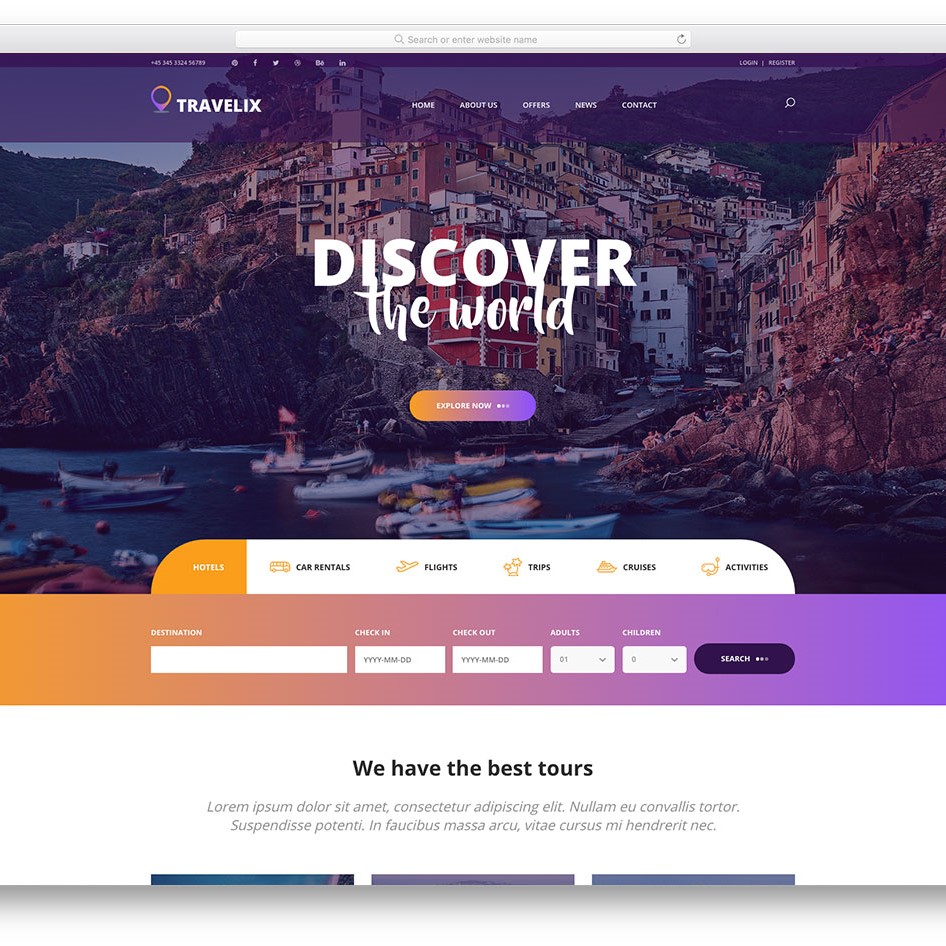 Search or enter website name
+45 345 3324 56789
LOGIN | REGISTER
TRAVELIX
HOME ABOUT US OFFERS NEWS CONTACT
DISCOVER
the world
EXPLORE NOW
HOTELS CAR RENTALS FLIGHTS TRIPS CRUISES ACTIVITIES
DESTINATION CHECK IN CHECK OUT ADULTS CHILDREN
YYYY-MM-DD YYYY-MM-DD 01 0 SEARCH
We have the best tours
Lorem ipsum dolor sit amet, consectetur adipiscing elit. Nullam eu convallis tortor.
Suspendisse potenti. In faucibus massa arcu, vitae cursus mi hendrerit nec.